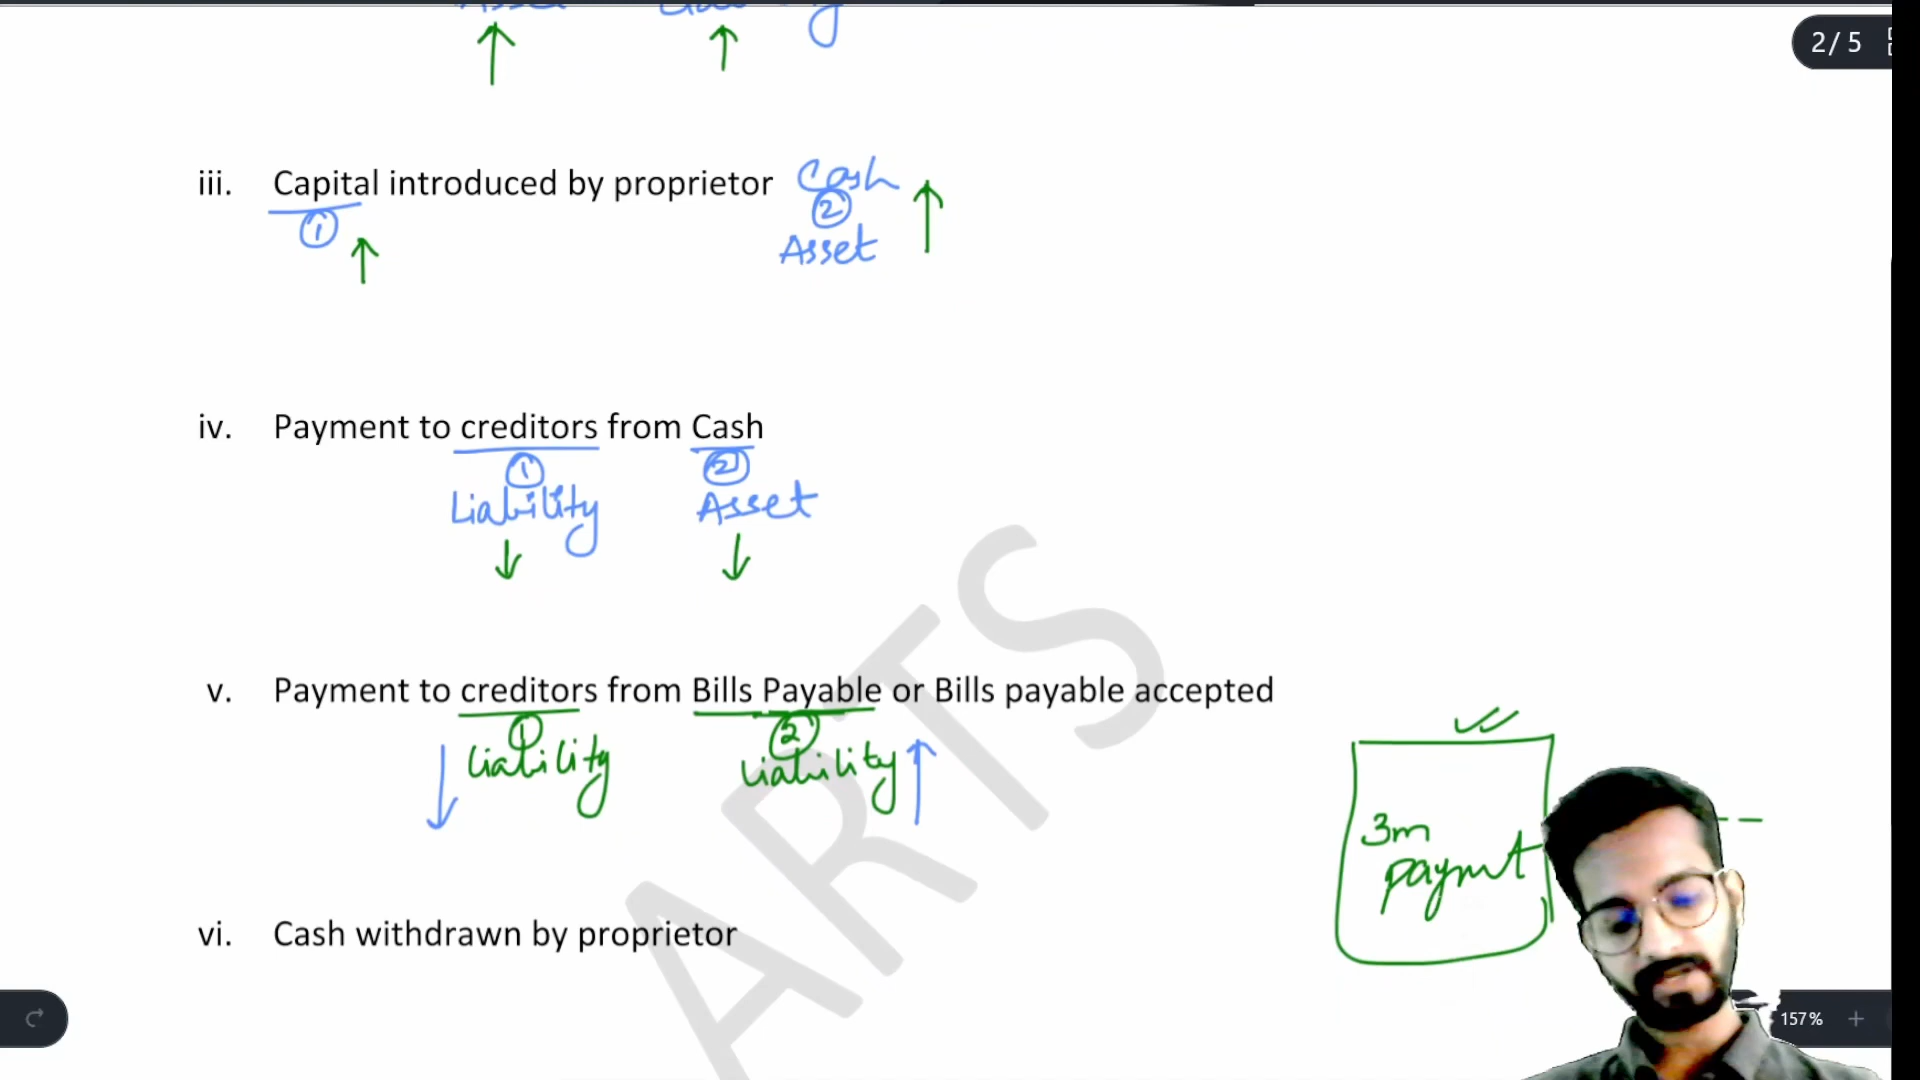 2/5
iii. Capital introduced by proprietor Cash
1 2
Asset
iv. Payment to creditors from Cash
1 2
Liability Asset
v. Payment to creditors from Bills Payable or Bills payable accepted
1 2
Liability Liability
3m
paymt
vi. Cash withdrawn by proprietor
ARTS
157% +